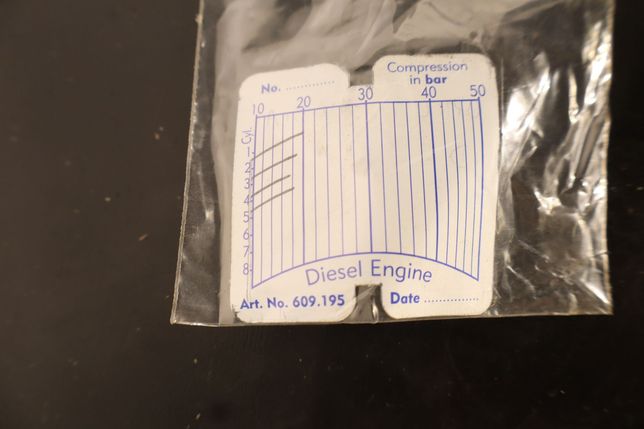 No. ..............
Compression
in bar
10 20 30 40 50
Cyl.
1
2
3
4
5
6
7
8
Diesel Engine
Art. No. 609.195
Date ...............